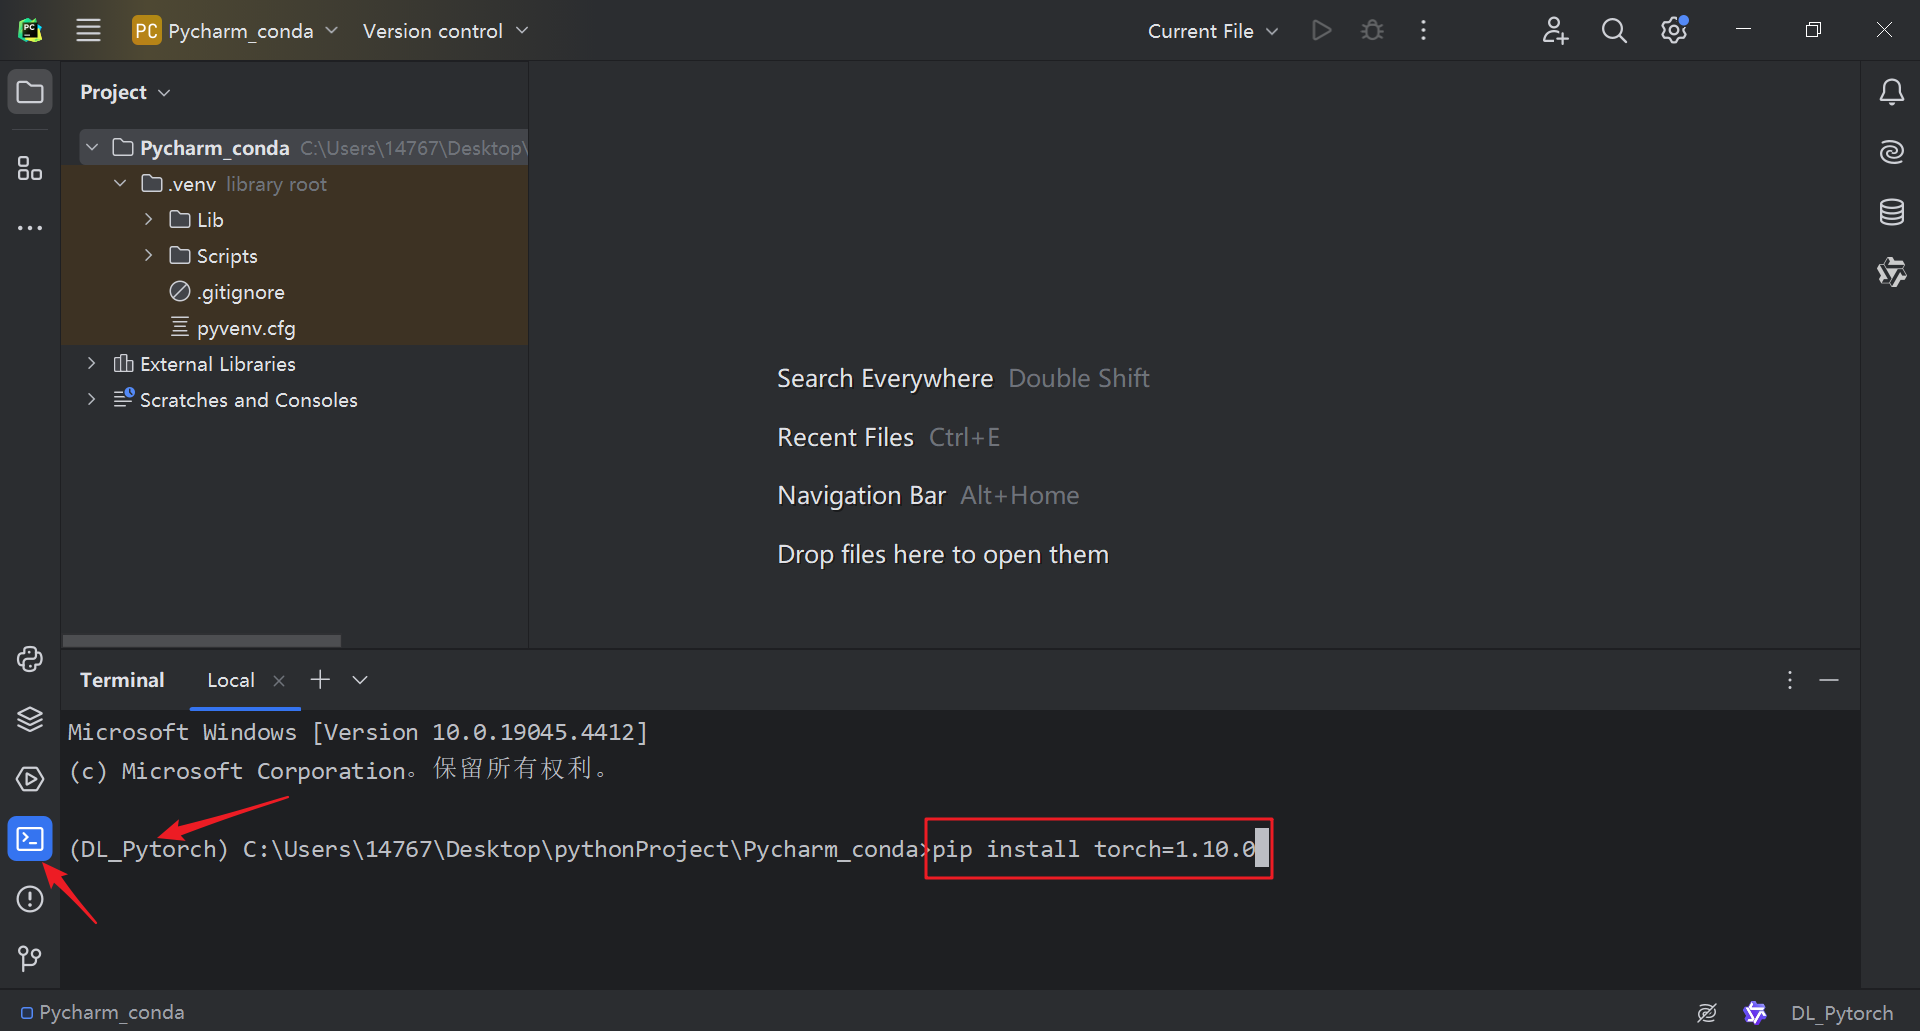 PC Pycharm_conda Version control Current File
Project
Pycharm_conda C:\Users\14767\Desktop\
.venv library root
Lib
Scripts
.gitignore
pyvenv.cfg
External Libraries
Scratches and Consoles
Search Everywhere Double Shift
Recent Files Ctrl+E
Navigation Bar Alt+Home
Drop files here to open them
Terminal Local
Microsoft Windows [Version 10.0.19045.4412]
(c) Microsoft Corporation。保留所有权利。
(DL_Pytorch) C:\Users\14767\Desktop\pythonProject\Pycharm_conda>pip install torch=1.10.0
Pycharm_conda DL_Pytorch